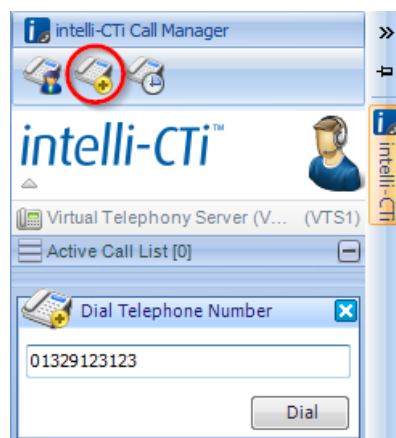 intelli-CTi Call Manager
intelli-CTi™
Virtual Telephony Server (V... (VTS1)
Active Call List [0]
Dial Telephone Number
01329123123
Dial
intelli-CTi